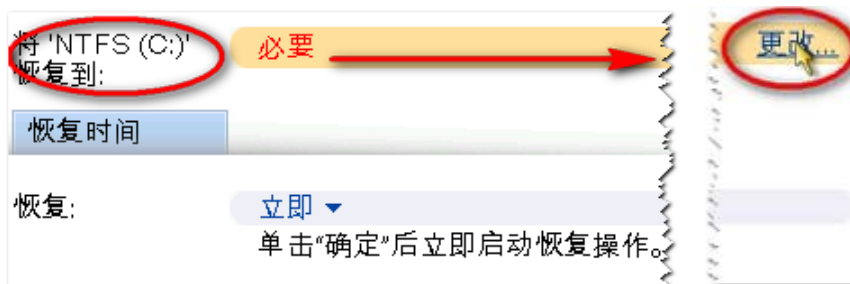 将 'NTFS (C:)' 必要 更改...
恢复到:
恢复时间
恢复: 立即
单击“确定”后立即启动恢复操作。